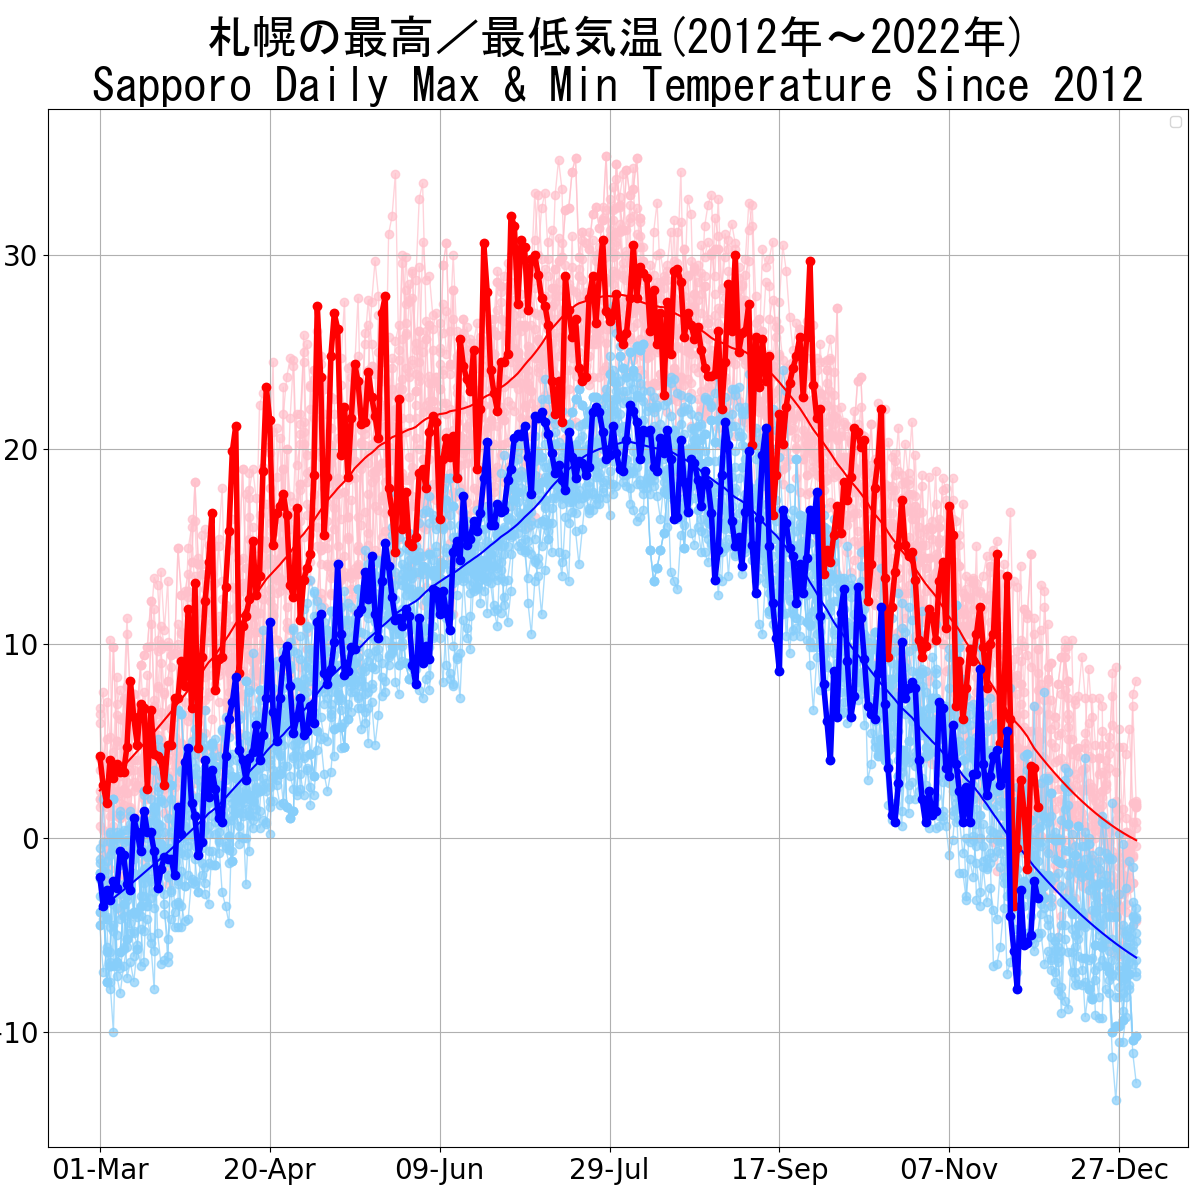 札幌の最高／最低気温(2012年～2022年)
Sapporo Daily Max & Min Temperature Since 2012
30
20
10
0
10
01-Mar 20-Apr 09-Jun 29-Jul 17-Sep 07-Nov 27-Dec